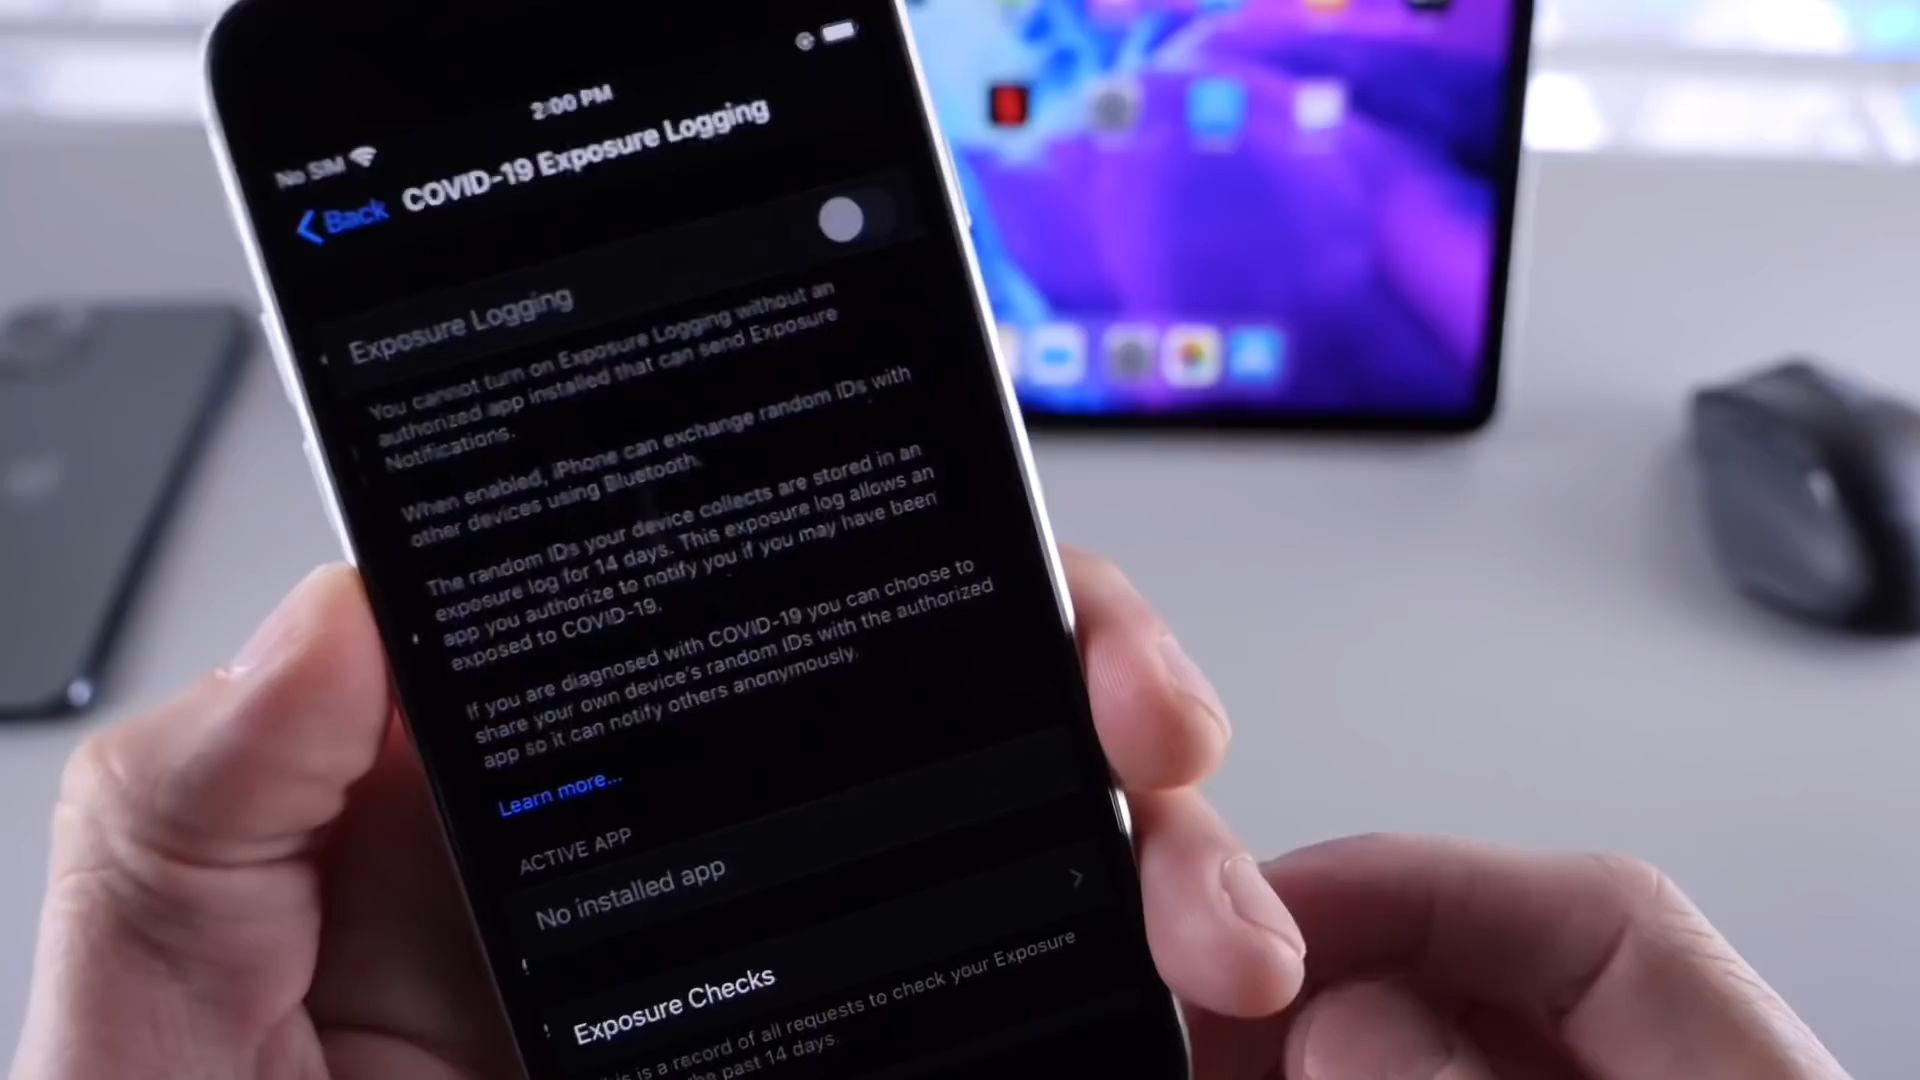 2:00 PM
No SIM
Back COVID-19 Exposure Logging
Exposure Logging
You cannot turn on Exposure Logging without an
authorized app installed that can send Exposure
Notifications.
When enabled, iPhone can exchange random IDs with
other devices using Bluetooth.
The random IDs your device collects are stored in an
exposure log for 14 days. This exposure log allows an
app you authorize to notify you if you may have been
exposed to COVID-19.
If you are diagnosed with COVID-19 you can choose to
share your own device's random IDs with the authorized
app so it can notify others anonymously.
Learn more...
ACTIVE APP
No installed app
Exposure Checks
is a record of all requests to check your Exposure
the past 14 days.